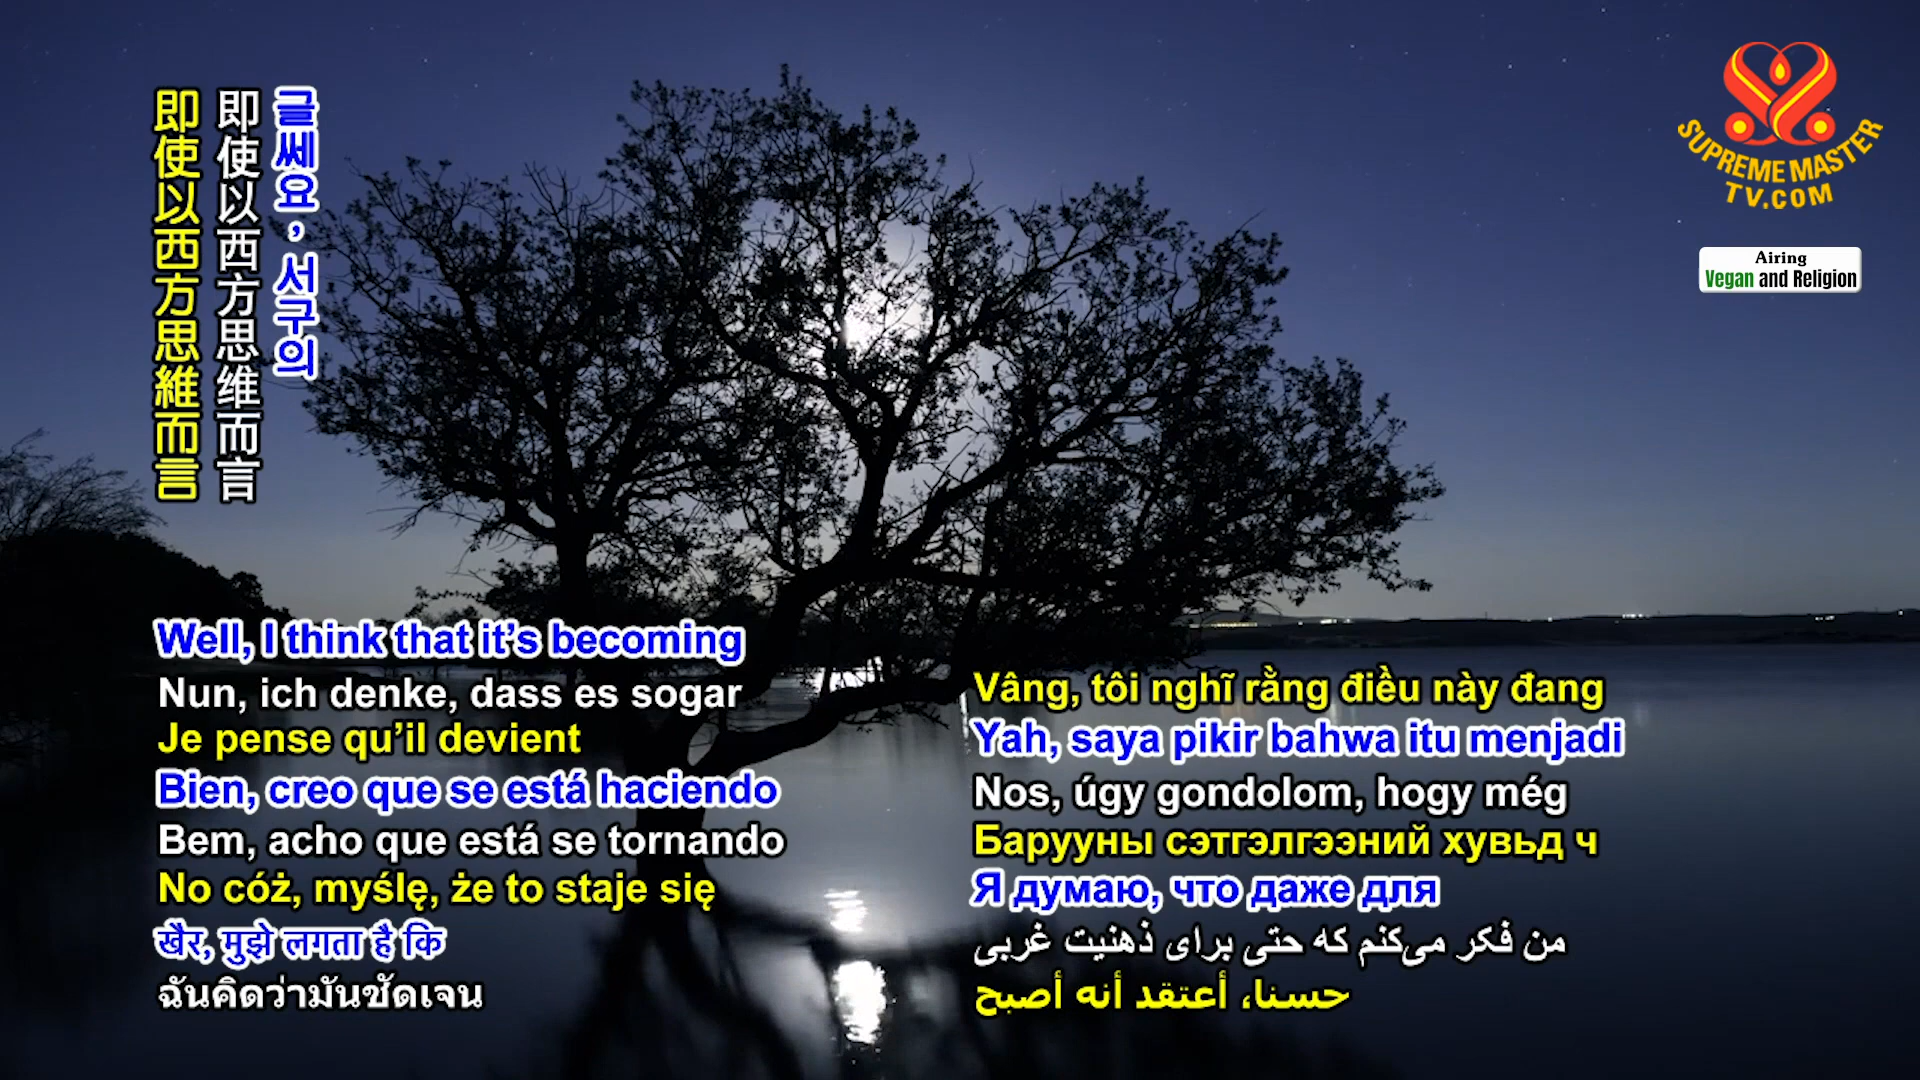 即使以西方思維而言
即使以西方思维而言
글쎄요, 서구의
SUPREME MASTER
TV.COM
Airing
Vegan and Religion
Well, I think that it’s becoming
Nun, ich denke, dass es sogar
Je pense qu’il devient
Bien, creo que se está haciendo
Bem, acho que está se tornando
No cóż, myślę, że to staje się
खैर, मुझे लगता है कि
ฉันคิดว่ามันชัดเจน
Vâng, tôi nghĩ rằng điều này đang
Yah, saya pikir bahwa itu menjadi
Nos, úgy gondolom, hogy még
Барууны сэтгэлгээний хувьд ч
Я думаю, что даже для
من فکر می‌کنم که حتی برای ذهنیت غربی
حسنا، أعتقد أنه أصبح